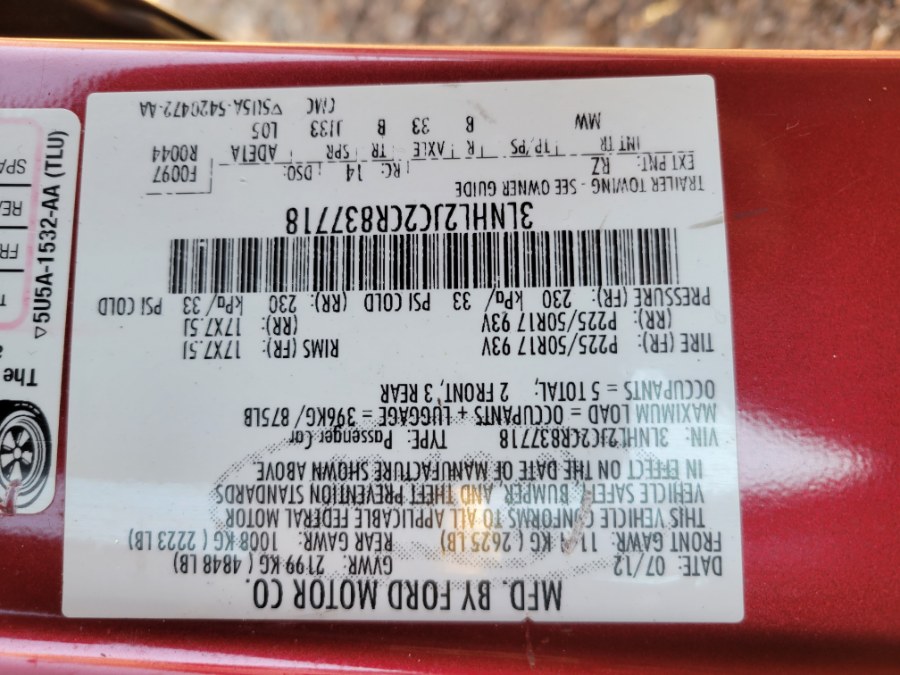 MFD. BY FORD MOTOR CO
DATE: 07/12 GVWR: 2199 KG ( 4848 LB)
FRONT GAWR: KG ( 2625 LB) REAR GAWR: 1008 KG ( 2223 LB)
THIS VEHICLE CONFORMS TO ALL APPLICABLE FEDERAL MOTOR
VEHICLE SAFETY, BUMPER, AND THEFT PREVENTION STANDARDS
IN EFFECT ON THE DATE OF MANUFACTURE SHOWN ABOVE
VIN: 3LNHL2JC2CR837718 TYPE: Passenger Car
MAXIMUM LOAD = OCCUPANTS + LUGGAGE = 396KG/ 875LB
OCCUPANTS = 5 TOTAL, 2 FRONT, 3 REAR
TIRE (FR): P225/50R17 93V RIMS (FR): 17X7.5J
(RR): P225/50R17 93V (RR): 17X7.5J
PRESSURE (FR): 230 kPa/ 33 PSI COLD (RR): 230 kPa/ 33 PSI COLD
3LNHL2JC2CR837718
TRAILER TOWING - SEE OWNER GUIDE
EXT PNT: RZ RC: 14 DSO: F0097
INT TR TP/PS R AXLE TR SPR ADE1A R0044
MW B 33 B JJ33 L05
CMC ▽5U5A-5420472-AA
The
▽5U5A-1532-AA (TLU)
T
FR
REA
SPA